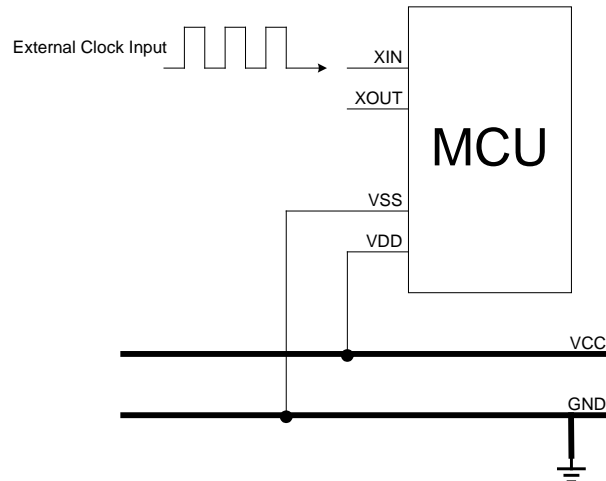 External Clock Input
XIN
XOUT
MCU
VSS
VDD
VCC
GND